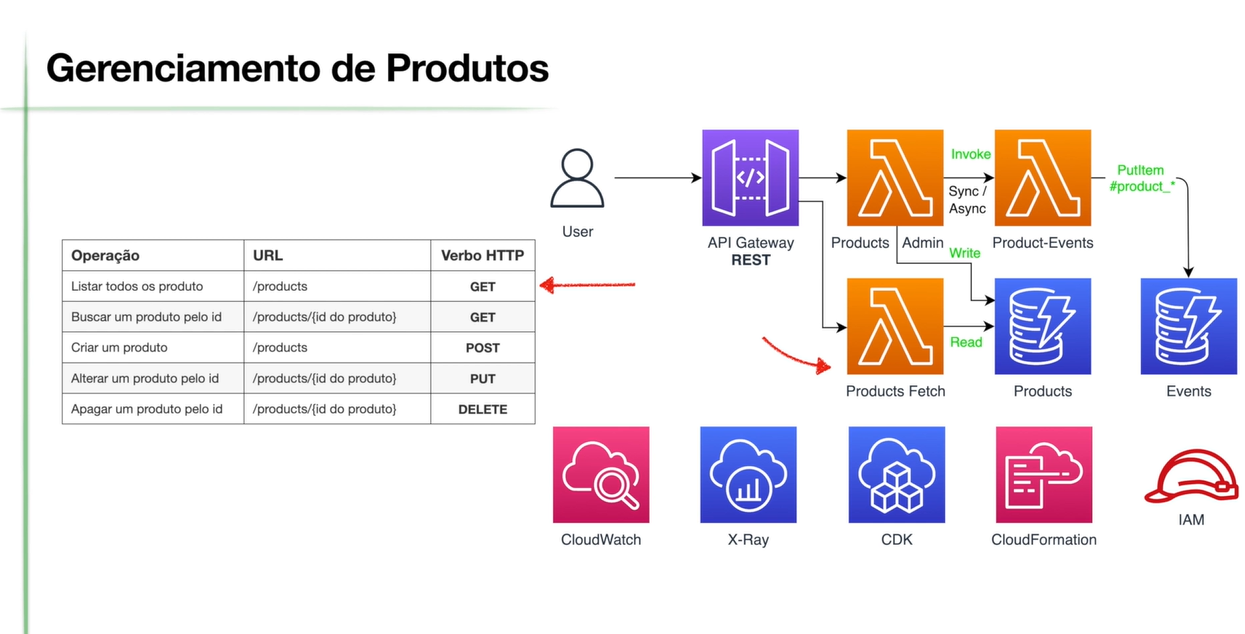 Gerenciamento de Produtos
Operação URL Verbo HTTP
Listar todos os produto /products GET
Buscar um produto pelo id /products/{id do produto} GET
Criar um produto /products POST
Alterar um produto pelo id /products/{id do produto} PUT
Apagar um produto pelo id /products/{id do produto} DELETE
User
</>
API Gateway
REST
Products Admin
Invoke
Sync /
Async
Product-Events
PutItem
#product_*
Write
Products Fetch
Read
Products
Events
CloudWatch
X-Ray
CDK
CloudFormation
IAM